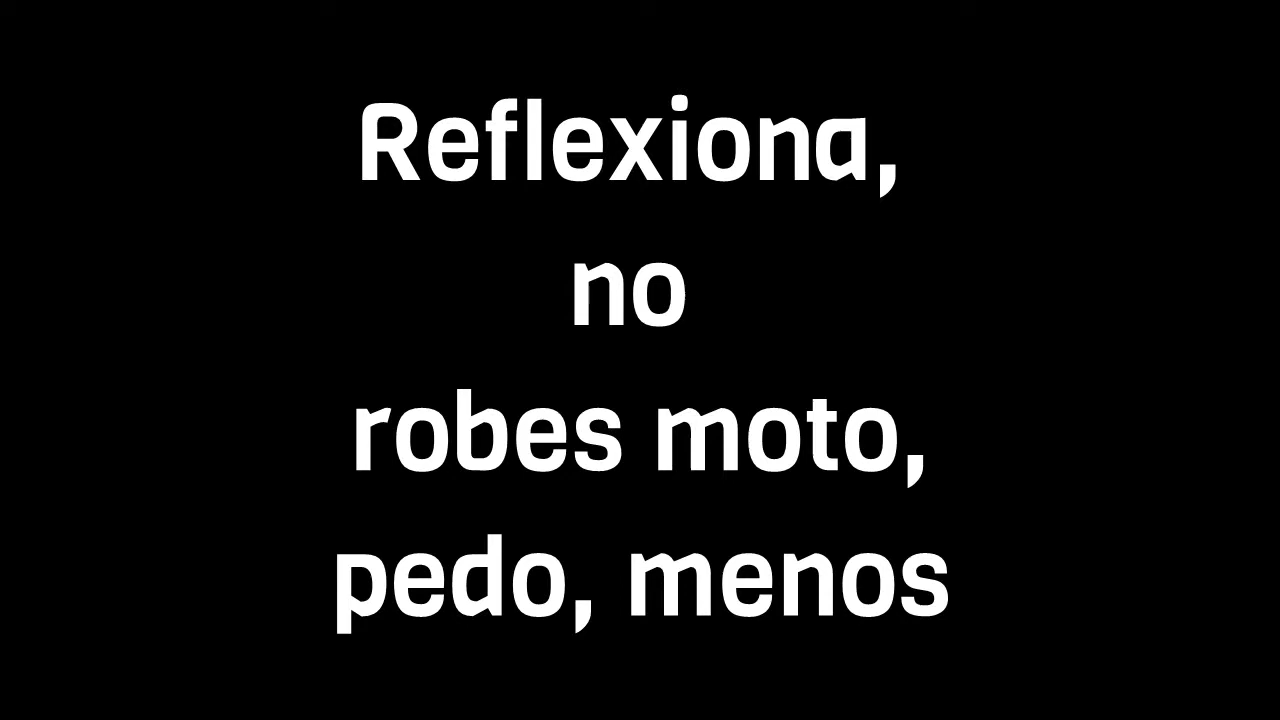 Reflexiona,
no
robes moto,
pedo, menos